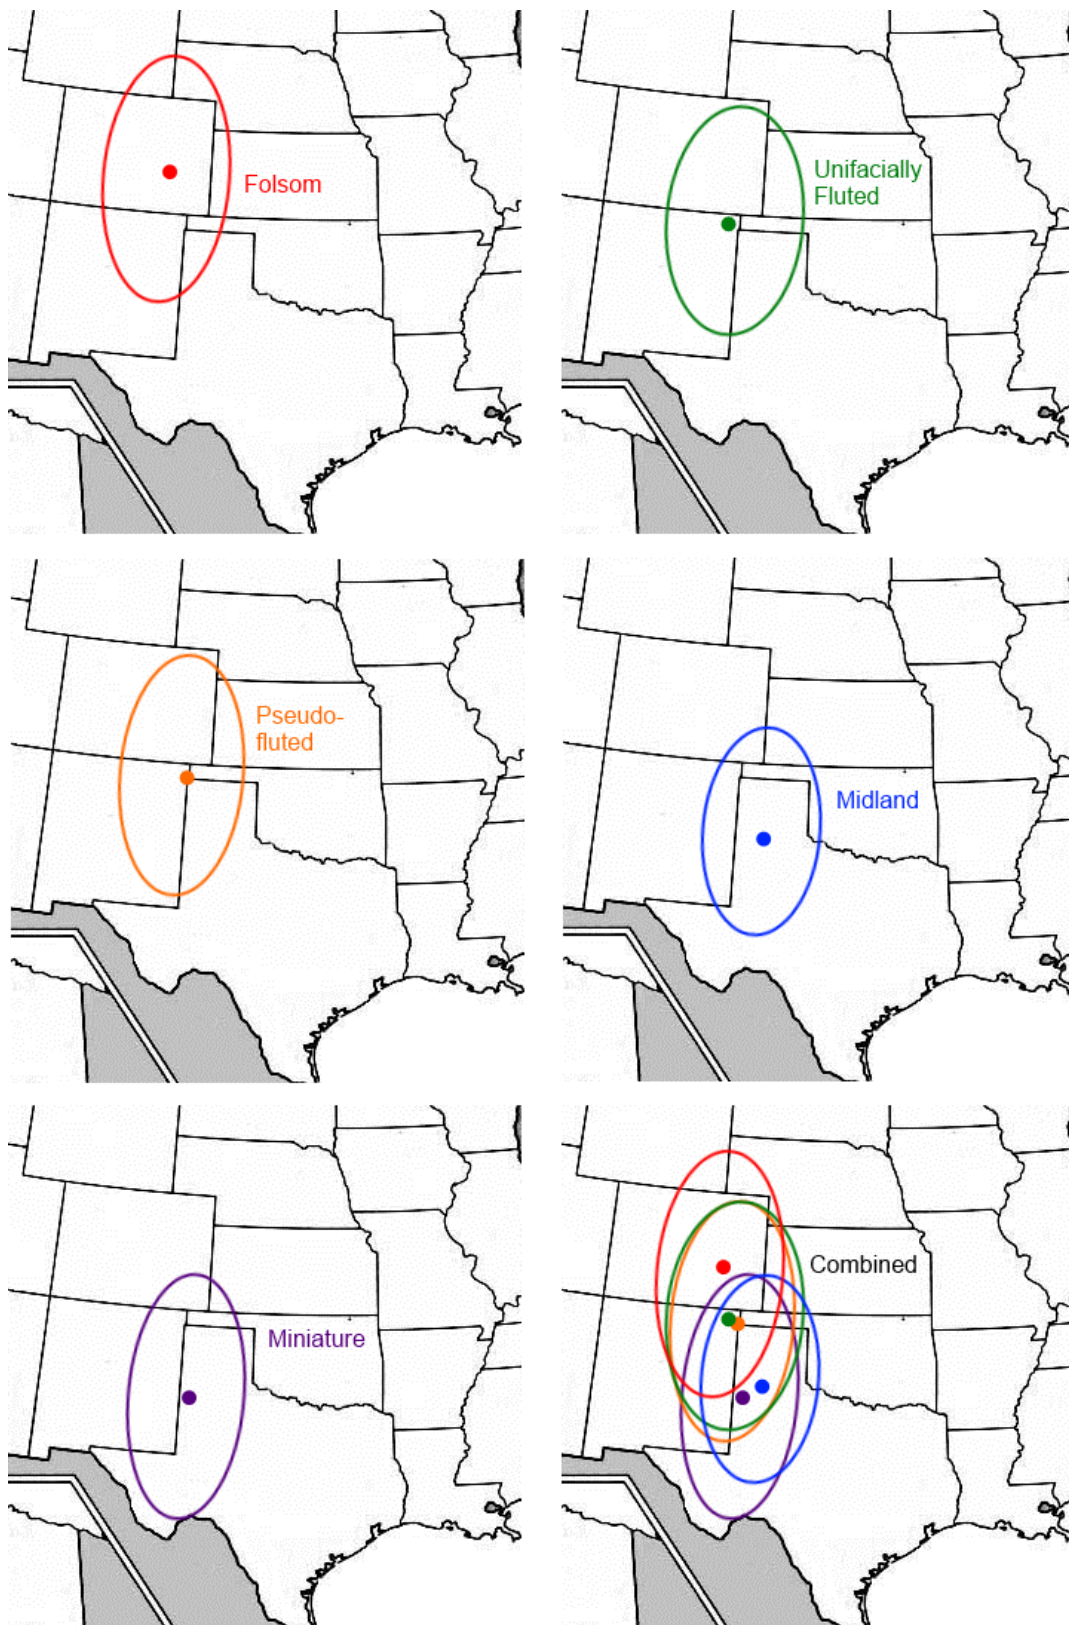 Folsom
Unifacially
Fluted
Pseudo-
fluted
Midland
Miniature
Combined